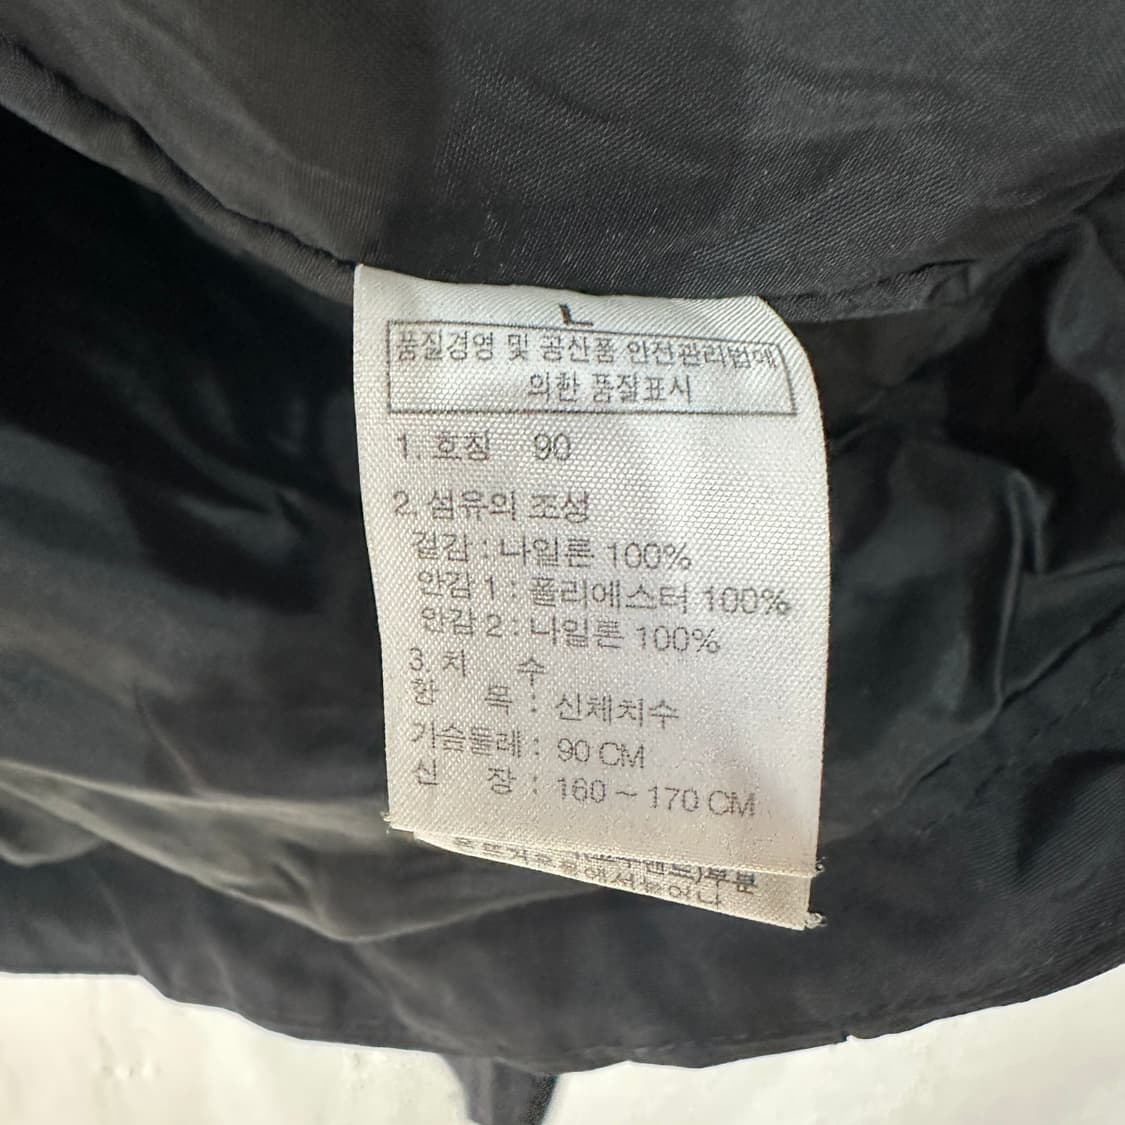 품질경영 및 공산품 안전관리법에
의한 품질표시
1. 호칭 90
2. 섬유의 조성
겉감 : 나일론 100%
안감 1 : 폴리에스터 100%
안감 2 : 나일론 100%
3. 치 수
항 목 : 신체치수
가슴둘레 : 90 CM
신 장 : 160 ~ 170 CM